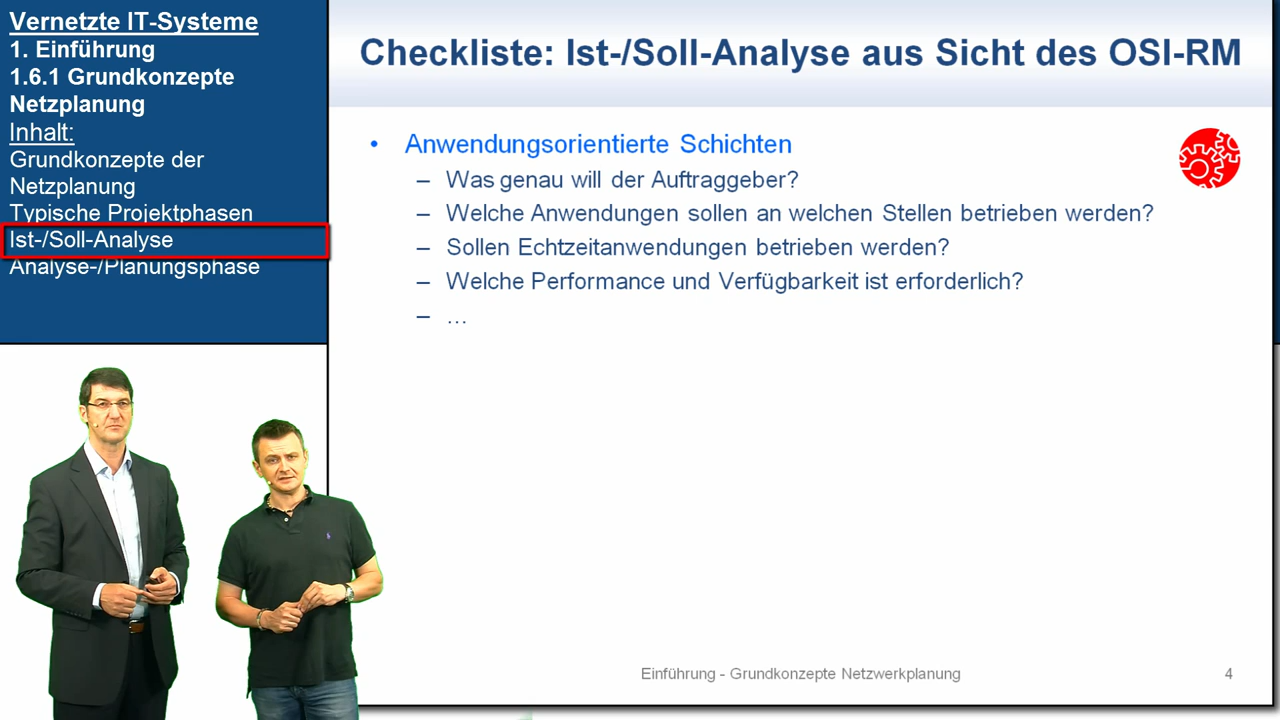 Vernetzte IT-Systeme
1. Einführung
1.6.1 Grundkonzepte
Netzplanung
Inhalt:
Grundkonzepte der
Netzplanung
Typische Projektphasen
Ist-/Soll-Analyse
Analyse-/Planungsphase
Checkliste: Ist-/Soll-Analyse aus Sicht des OSI-RM
• Anwendungsorientierte Schichten
– Was genau will der Auftraggeber?
– Welche Anwendungen sollen an welchen Stellen betrieben werden?
– Sollen Echtzeitanwendungen betrieben werden?
– Welche Performance und Verfügbarkeit ist erforderlich?
– ...
Einführung - Grundkonzepte Netzwerkplanung
4